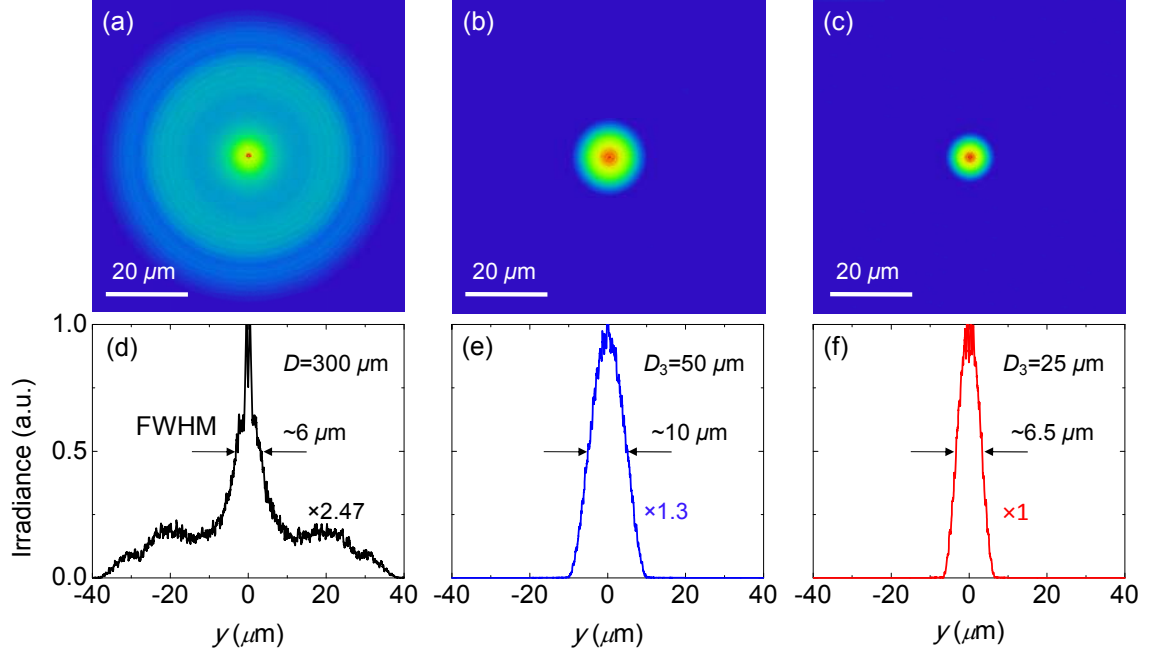 (a) (b) (c)
20 μm 20 μm 20 μm
1.0 (d) D=300 μm (e) D₃=50 μm (f) D₃=25 μm
FWHM ~6 μm ~10 μm ~6.5 μm
0.5
×2.47 ×1.3 ×1
0.0
Irradiance (a.u.)
-40 -20 0 20 40 -40 -20 0 20 40 -40 -20 0 20 40
y (μm) y (μm) y (μm)